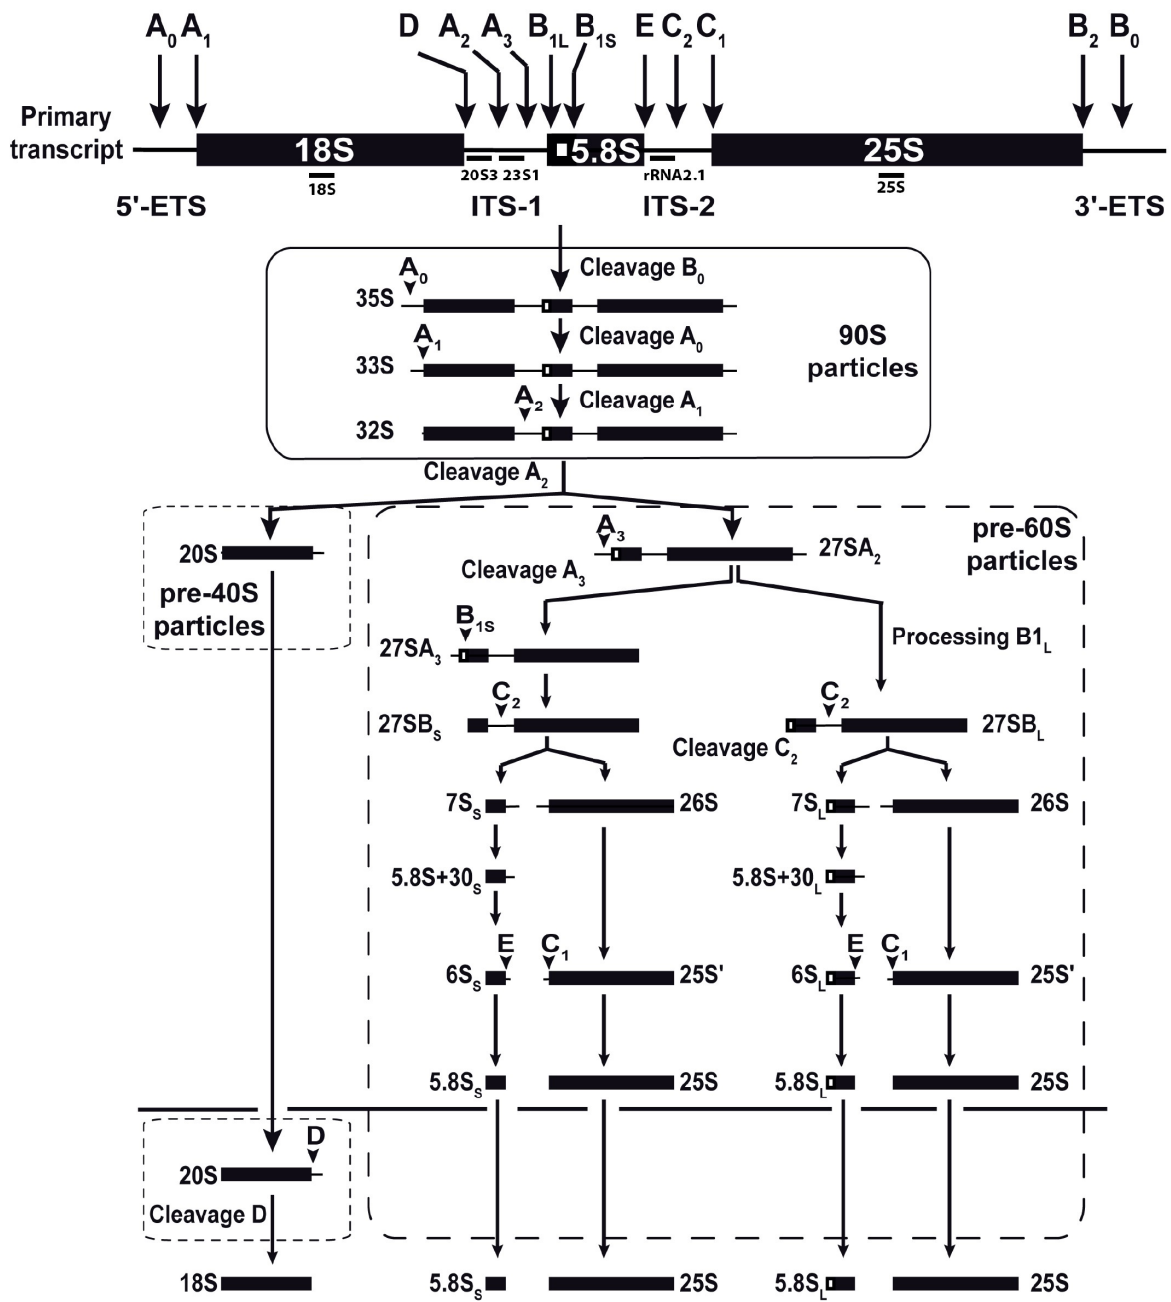 A0 A1 D A2 A3 B1L B1S E C2 C1 B2 B0
Primary
transcript
18S 5.8S 25S
18S 20S3 23S1 rRNA2.1 25S
5'-ETS ITS-1 ITS-2 3'-ETS
Cleavage B0
A0
35S
90S
particles
Cleavage A0
A1
33S
Cleavage A1
A2
32S
Cleavage A2
20S
pre-40S
particles
pre-60S
particles
A3
27SA2
Cleavage A3
B1S
27SA3
Processing B1L
C2
27SBS
C2
27SBL
Cleavage C2
7SS 26S 7SL 26S
5.8S+30S 5.8S+30L
E C1 E C1
6SS 25S' 6SL 25S'
5.8SS 25S 5.8SL 25S
D
20S
Cleavage D
18S 5.8SS 25S 5.8SL 25S